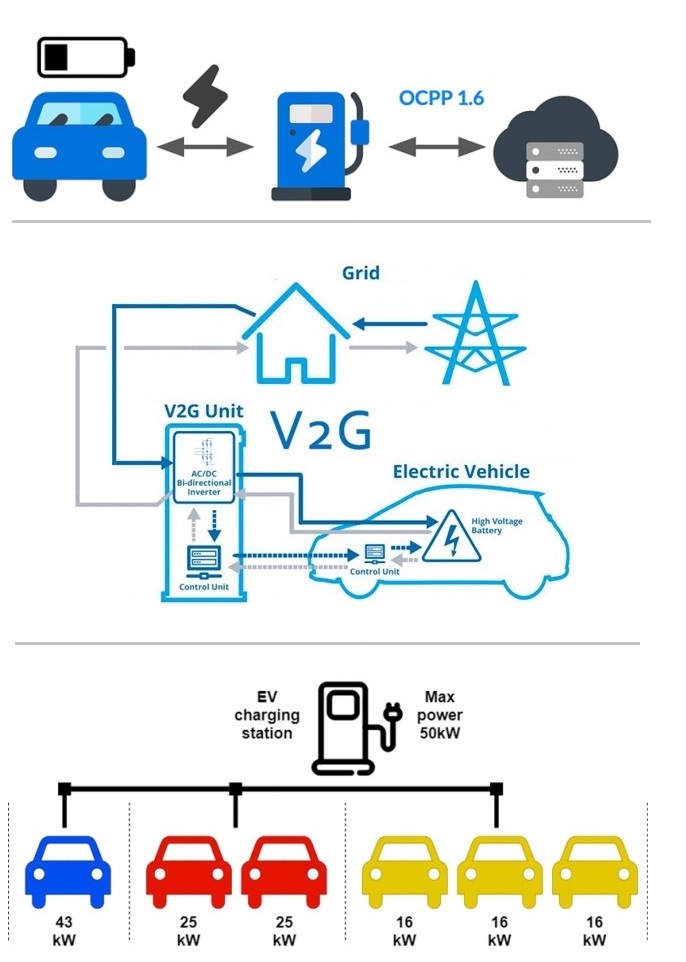 OCPP 1.6
Grid
V2G Unit
V2G
AC/DC
Bi-directional
Inverter
Electric Vehicle
High Voltage
Battery
Control Unit
Control Unit
EV
charging
station
Max
power
50kW
43
kW
25
kW
25
kW
16
kW
16
kW
16
kW